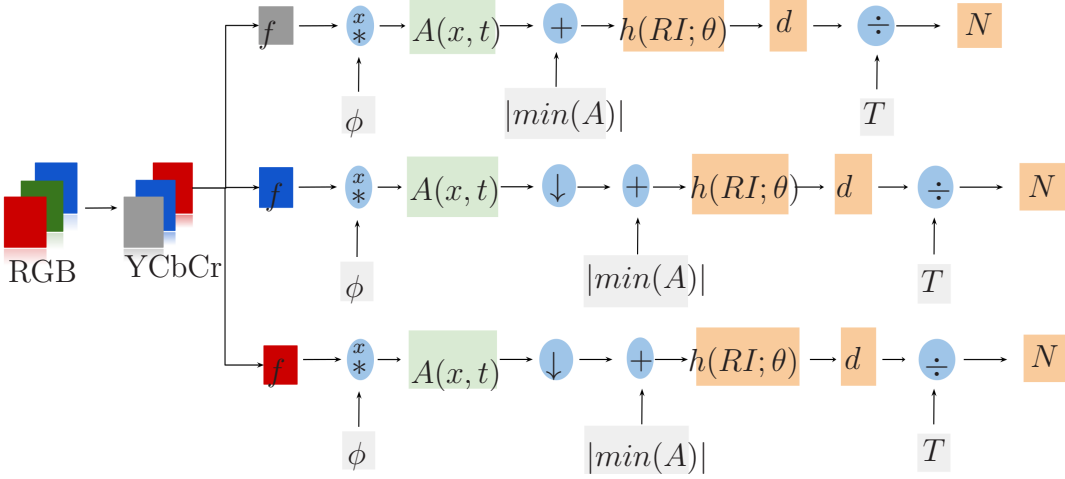 f x * A(x, t) + h(RI; θ) d ÷ N
ϕ |min(A)| T
f x * A(x, t) ↓ + h(RI; θ) d ÷ N
RGB YCbCr ϕ |min(A)| T
f x * A(x, t) ↓ + h(RI; θ) d ÷ N
ϕ |min(A)| T